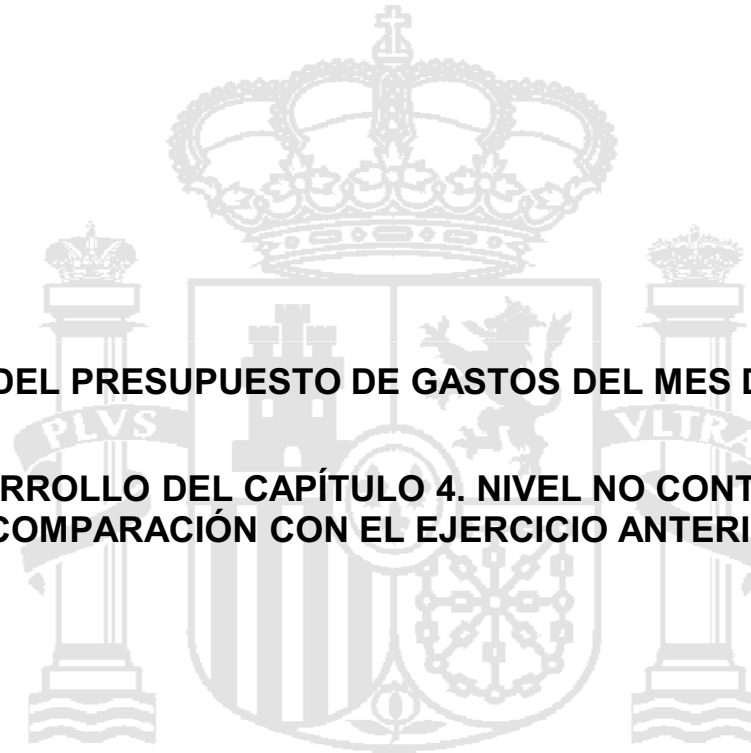 DEL PRESUPUESTO DE GASTOS DEL MES D
PLVS
VLTRA
RROLLO DEL CAPÍTULO 4. NIVEL NO CONT
COMPARACIÓN CON EL EJERCICIO ANTERI